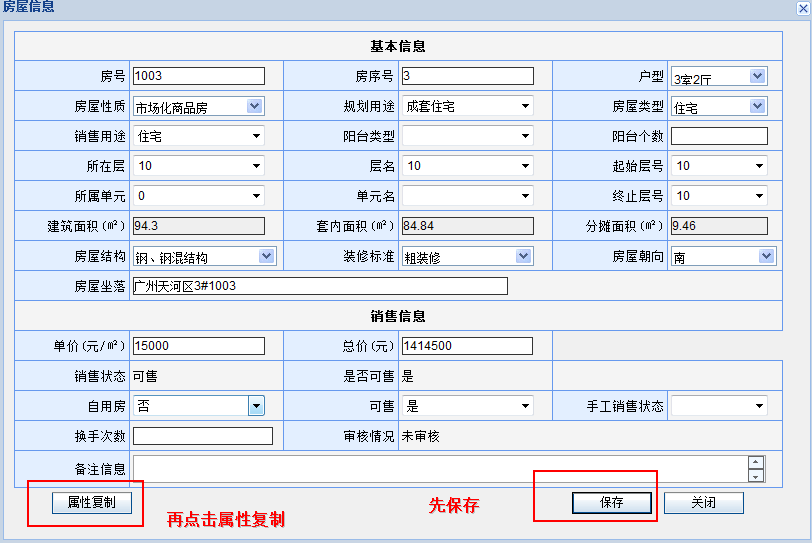 房屋信息
基本信息
房号 1003 房序号 3 户型 3室2厅
房屋性质 市场化商品房 规划用途 成套住宅 房屋类型 住宅
销售用途 住宅 阳台类型 阳台个数
所在层 10 层名 10 起始层号 10
所属单元 0 单元名 终止层号 10
建筑面积(㎡) 94.3 套内面积(㎡) 84.84 分摊面积(㎡) 9.46
房屋结构 钢、钢混结构 装修标准 粗装修 房屋朝向 南
房屋坐落 广州天河区3#1003
销售信息
单价(元/㎡) 15000 总价(元) 1414500
销售状态 可售 是否可售 是
自用房 否 可售 是 手工销售状态
换手次数 审核情况 未审核
备注信息
属性复制 再点击属性复制 先保存 保存 关闭